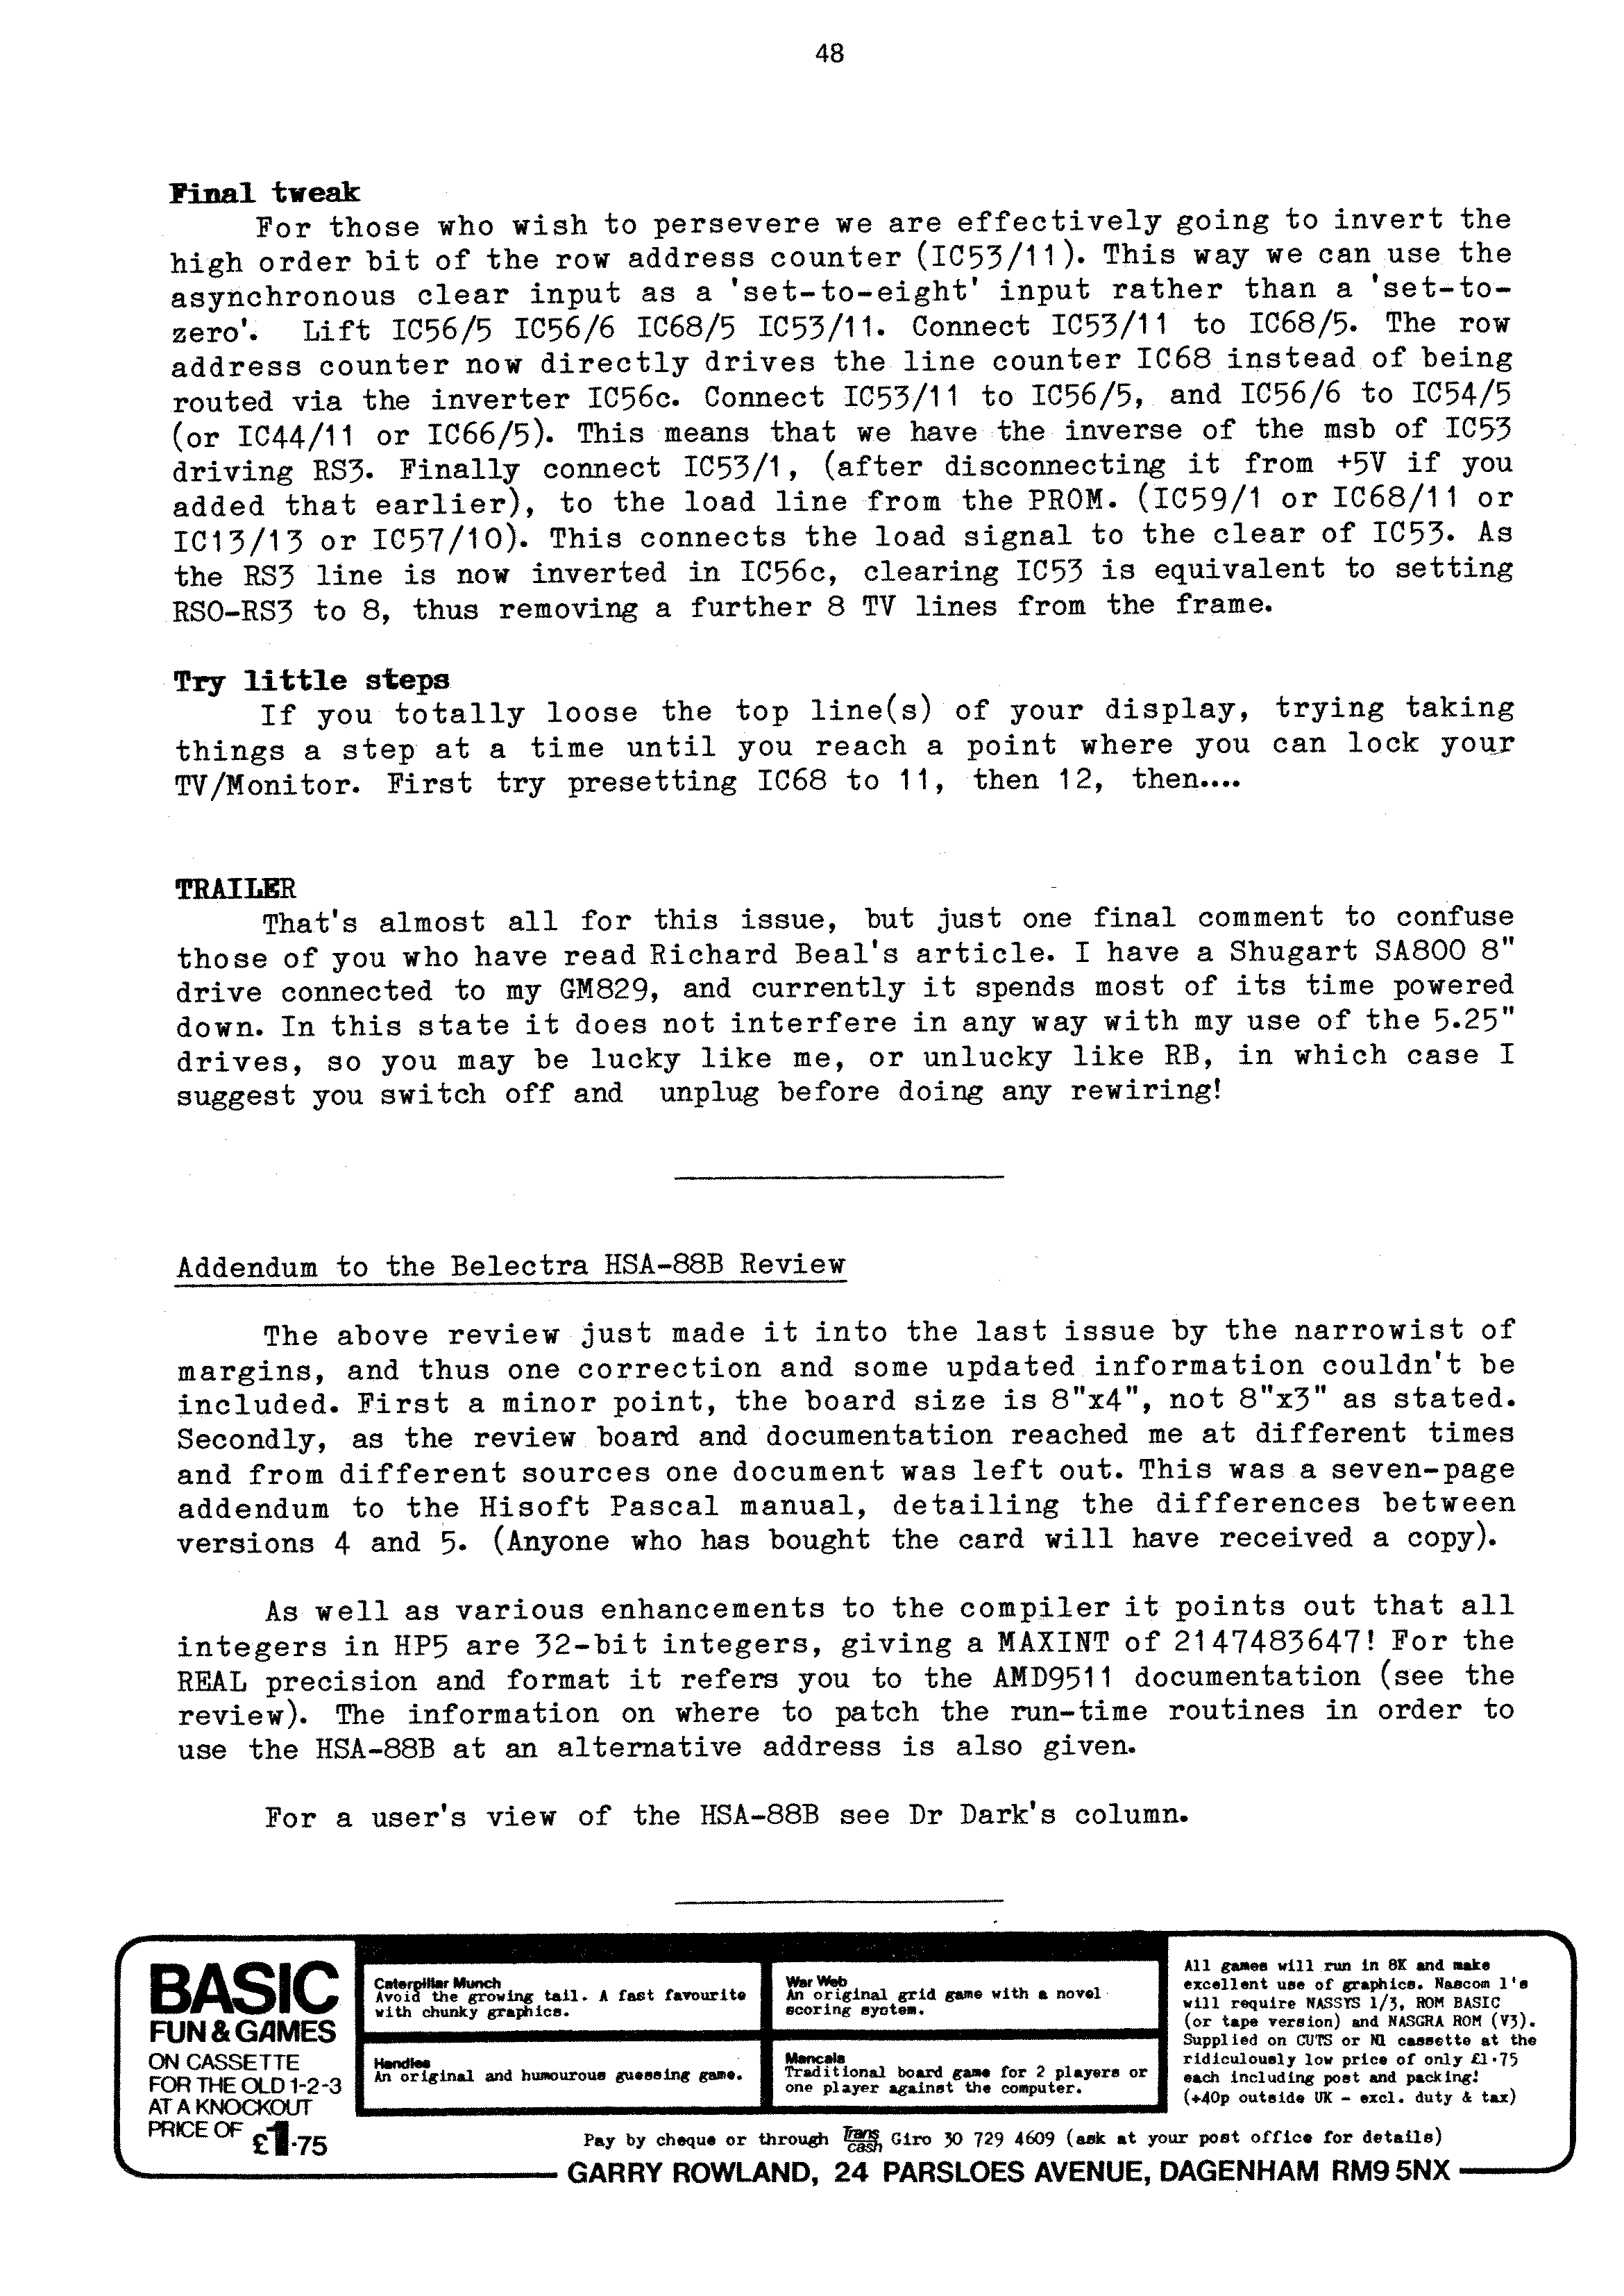 48
Final tweak
For those who wish to persevere we are effectively going to invert the
high order bit of the row address counter (IC53/11). This way we can use the
asynchronous clear input as a 'set-to-eight' input rather than a 'set-to-
zero'. Lift IC56/5 IC56/6 IC68/5 IC53/11. Connect IC53/11 to IC68/5. The row
address counter now directly drives the line counter IC68 instead of being
routed via the inverter IC56c. Connect IC53/11 to IC56/5, and IC56/6 to IC54/5
(or IC44/11 or IC66/5). This means that we have the inverse of the msb of IC53
driving RS3. Finally connect IC53/1, (after disconnecting it from +5V if you
added that earlier), to the load line from the PROM. (IC59/1 or IC68/11 or
IC13/13 or IC57/10). This connects the load signal to the clear of IC53. As
the RS3 line is now inverted in IC56c, clearing IC53 is equivalent to setting
RS0-RS3 to 8, thus removing a further 8 TV lines from the frame.
Try little steps
If you totally loose the top line(s) of your display, trying taking
things a step at a time until you reach a point where you can lock your
TV/Monitor. First try presetting IC68 to 11, then 12, then....
TRAILER
That's almost all for this issue, but just one final comment to confuse
those of you who have read Richard Beal's article. I have a Shugart SA800 8"
drive connected to my GM829, and currently it spends most of its time powered
down. In this state it does not interfere in any way with my use of the 5.25"
drives, so you may be lucky like me, or unlucky like RB, in which case I
suggest you switch off and unplug before doing any rewiring!
Addendum to the Belectra HSA-88B Review
The above review just made it into the last issue by the narrowist of
margins, and thus one correction and some updated information couldn't be
included. First a minor point, the board size is 8"x4", not 8"x3" as stated.
Secondly, as the review board and documentation reached me at different times
and from different sources one document was left out. This was a seven-page
addendum to the Hisoft Pascal manual, detailing the differences between
versions 4 and 5. (Anyone who has bought the card will have received a copy).
As well as various enhancements to the compiler it points out that all
integers in HP5 are 32-bit integers, giving a MAXINT of 2147483647! For the
REAL precision and format it refers you to the AMD9511 documentation (see the
review). The information on where to patch the run-time routines in order to
use the HSA-88B at an alternative address is also given.
For a user's view of the HSA-88B see Dr Dark's column.
BASIC
FUN & GAMES
ON CASSETTE
FOR THE OLD 1-2-3
AT A KNOCKOUT
PRICE OF £1.75
Caterpillar Munch
Avoid the growing tail. A fast favourite
with chunky graphics.
War Web
An original grid game with a novel
scoring system.
Handles
An original and humourous guessing game.
Mancala
Traditional board game for 2 players or
one player against the computer.
All games will run in 8K and make
excellent use of graphics. Nascom 1's
will require NASSYS 1/3, ROM BASIC
(or tape version) and NASGRA ROM (V3).
Supplied on CUTS or N1 cassette at the
ridiculously low price of only £1.75
each including post and packing!
(+40p outside UK - excl. duty & tax)
Pay by cheque or through Trans cash Giro 30 729 4609 (ask at your post office for details)
GARRY ROWLAND, 24 PARSLOES AVENUE, DAGENHAM RM9 5NX